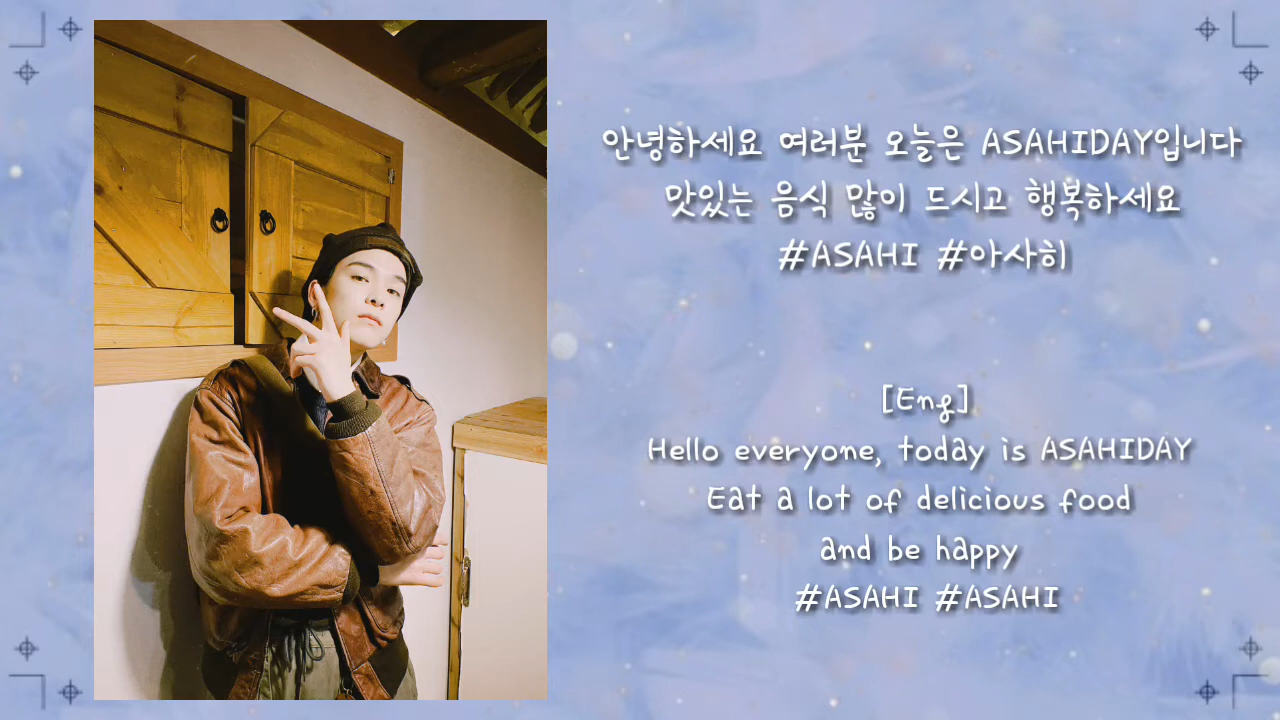 안녕하세요 여러분 오늘은 ASAHIDAY입니다
맛있는 음식 많이 드시고 행복하세요
#ASAHI #아사히
[Eng]
Hello everyone, today is ASAHIDAY
Eat a lot of delicious food
and be happy
#ASAHI #ASAHI